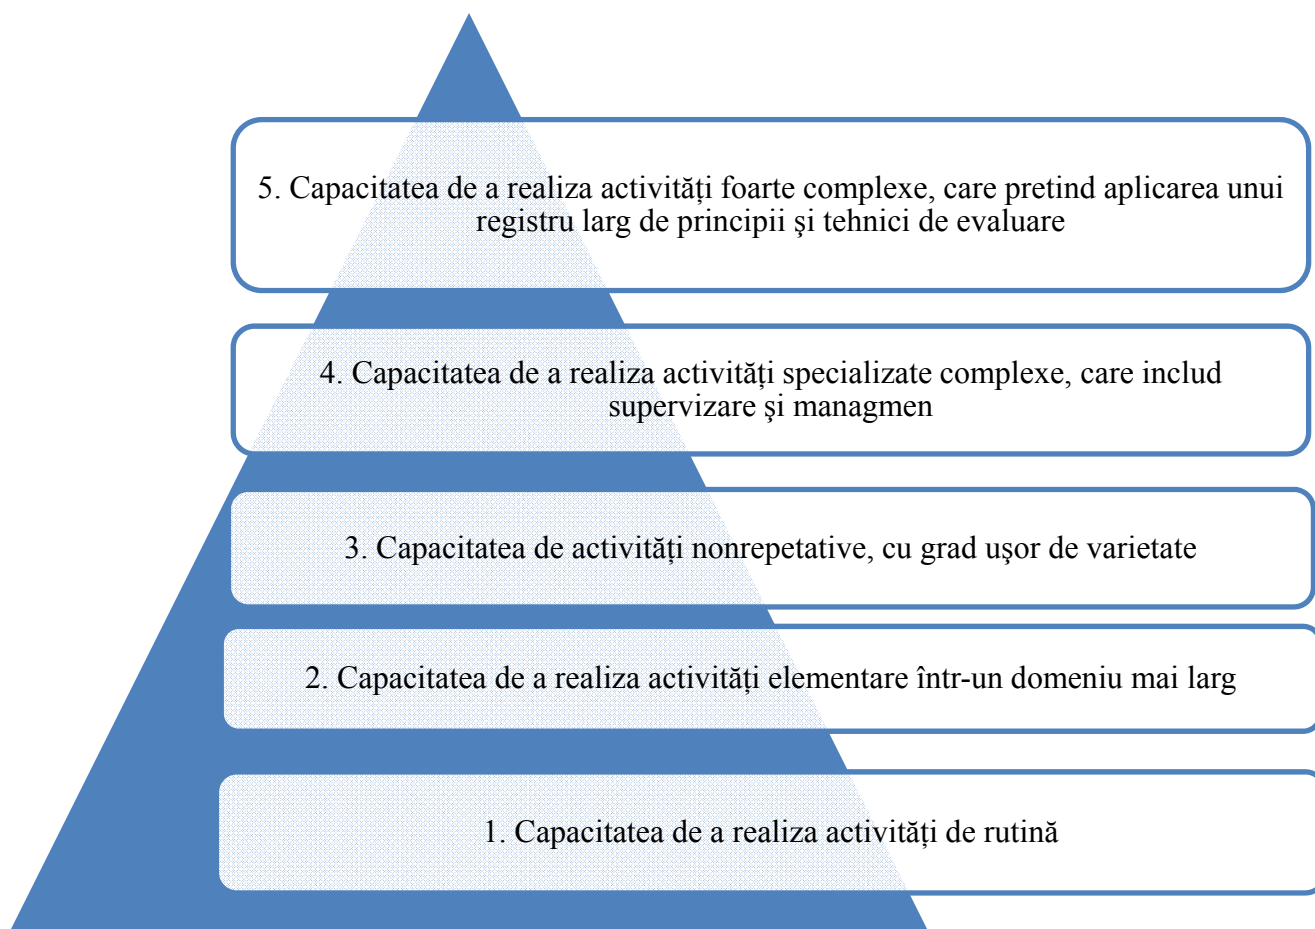 5. Capacitatea de a realiza activități foarte complexe, care pretind aplicarea unui
registru larg de principii şi tehnici de evaluare
4. Capacitatea de a realiza activități specializate complexe, care includ
supervizare şi managmen
3. Capacitatea de activități nonrepetative, cu grad uşor de varietate
2. Capacitatea de a realiza activități elementare într-un domeniu mai larg
1. Capacitatea de a realiza activități de rutină